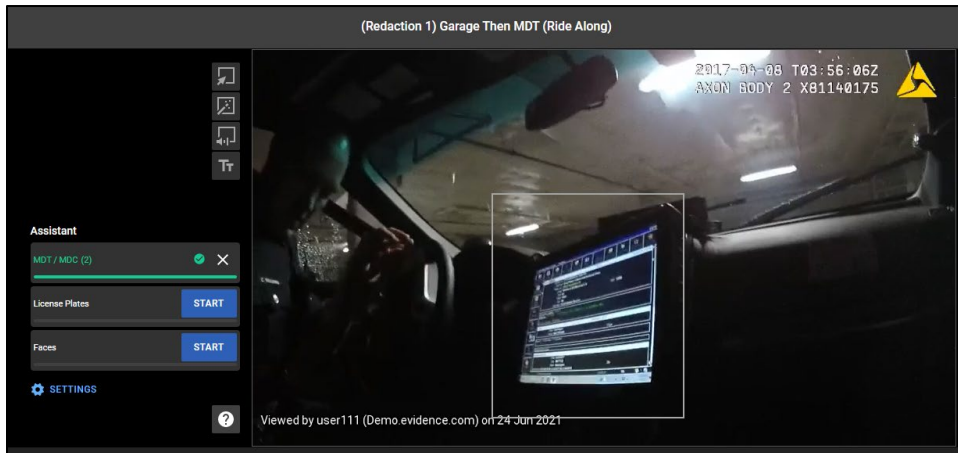 (Redaction 1) Garage Then MDT (Ride Along)
2017-04-08 T03:56:06Z
AXON BODY 2 X81140175
Tт
Assistant
MDT / MDC (2)
License Plates
START
Faces
START
SETTINGS
?
Viewed by user111 (Demo.evidence.com) on 24 Jun 2021